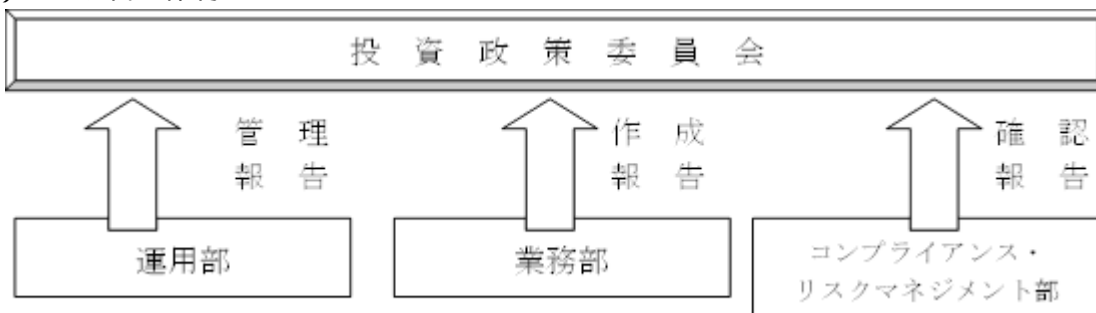 投資政策委員会
管理
報告
作成
報告
確認
報告
運用部
業務部
コンプライアンス・
リスクマネジメント部